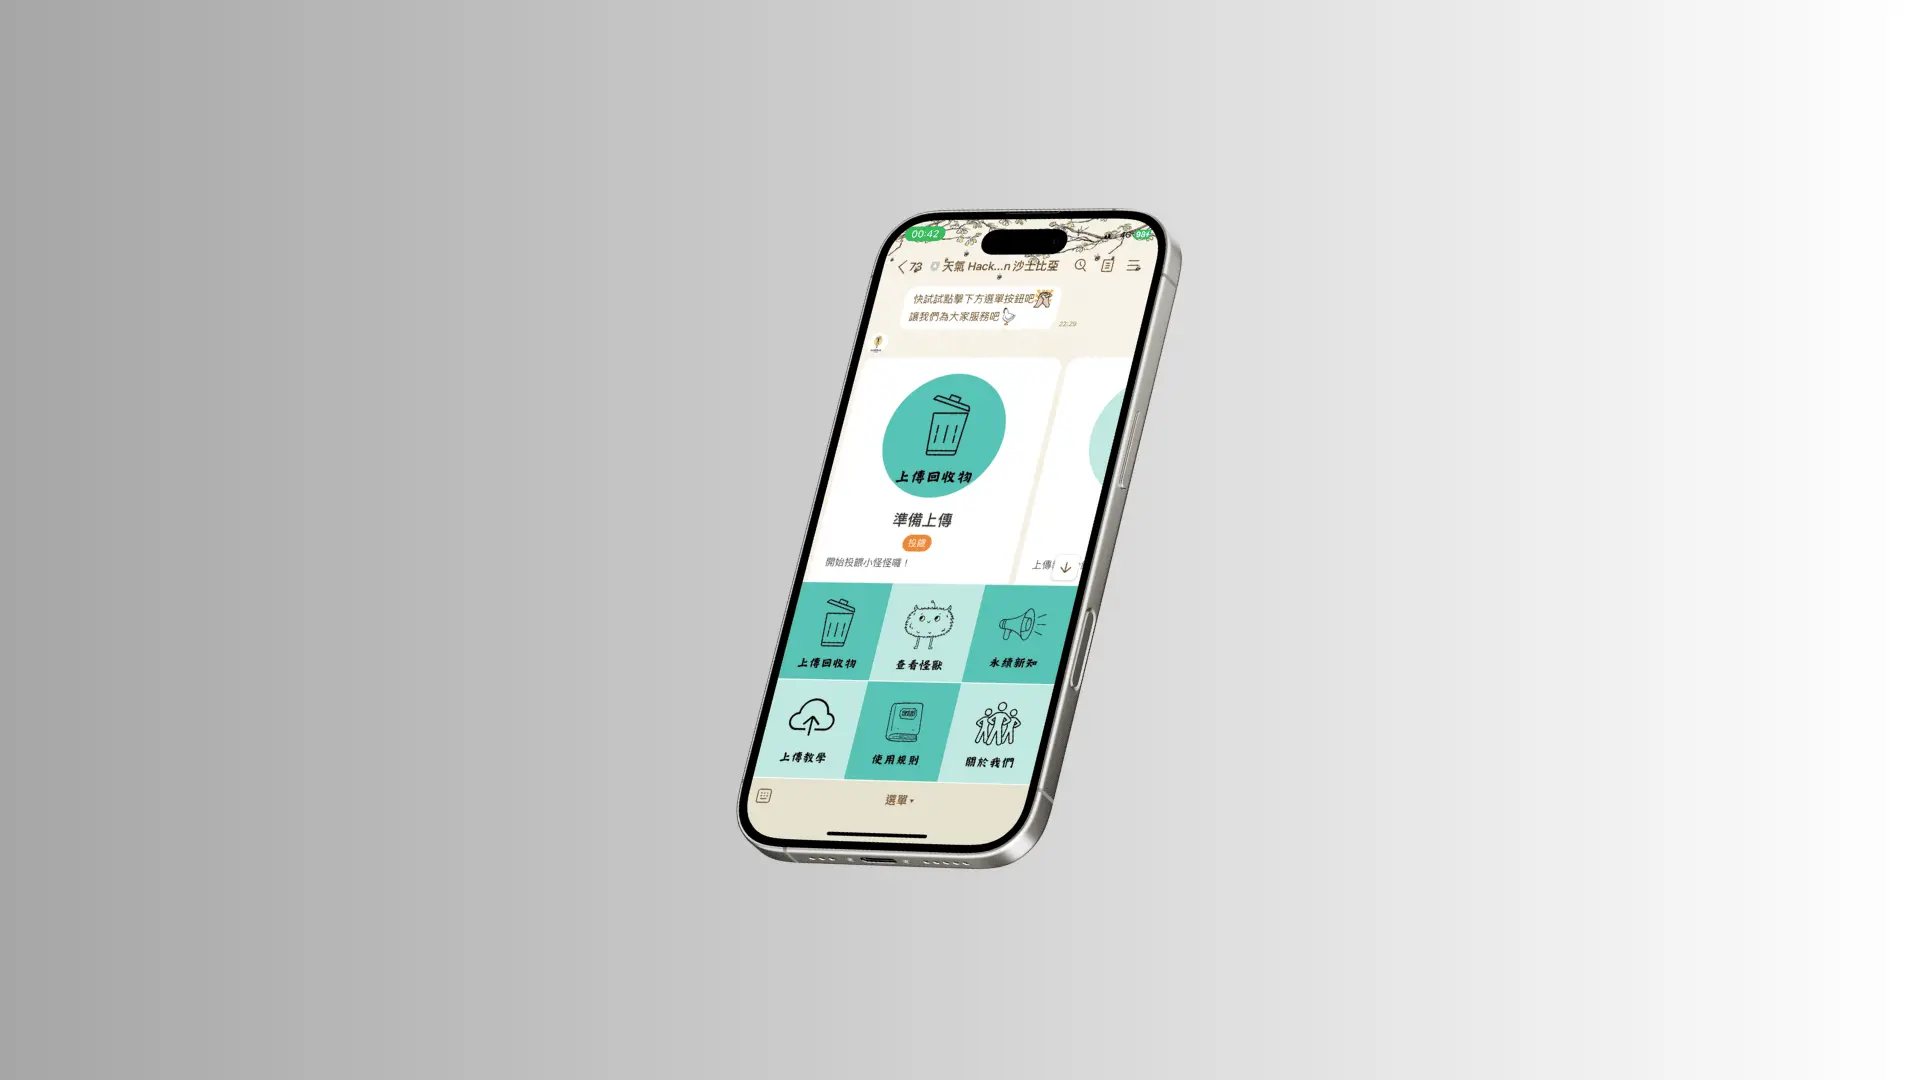 00:42
4G 98+
73 天氣 Hack...n 沙士比亞
快試試點擊下方選單按鈕吧
讓我們為大家服務吧
22:29
上傳回收物
準備上傳
投餵
開始投餵小怪怪囉！
上傳
上傳回收物
查看怪獸
永續新知
上傳教學
使用規則
關於我們
選單